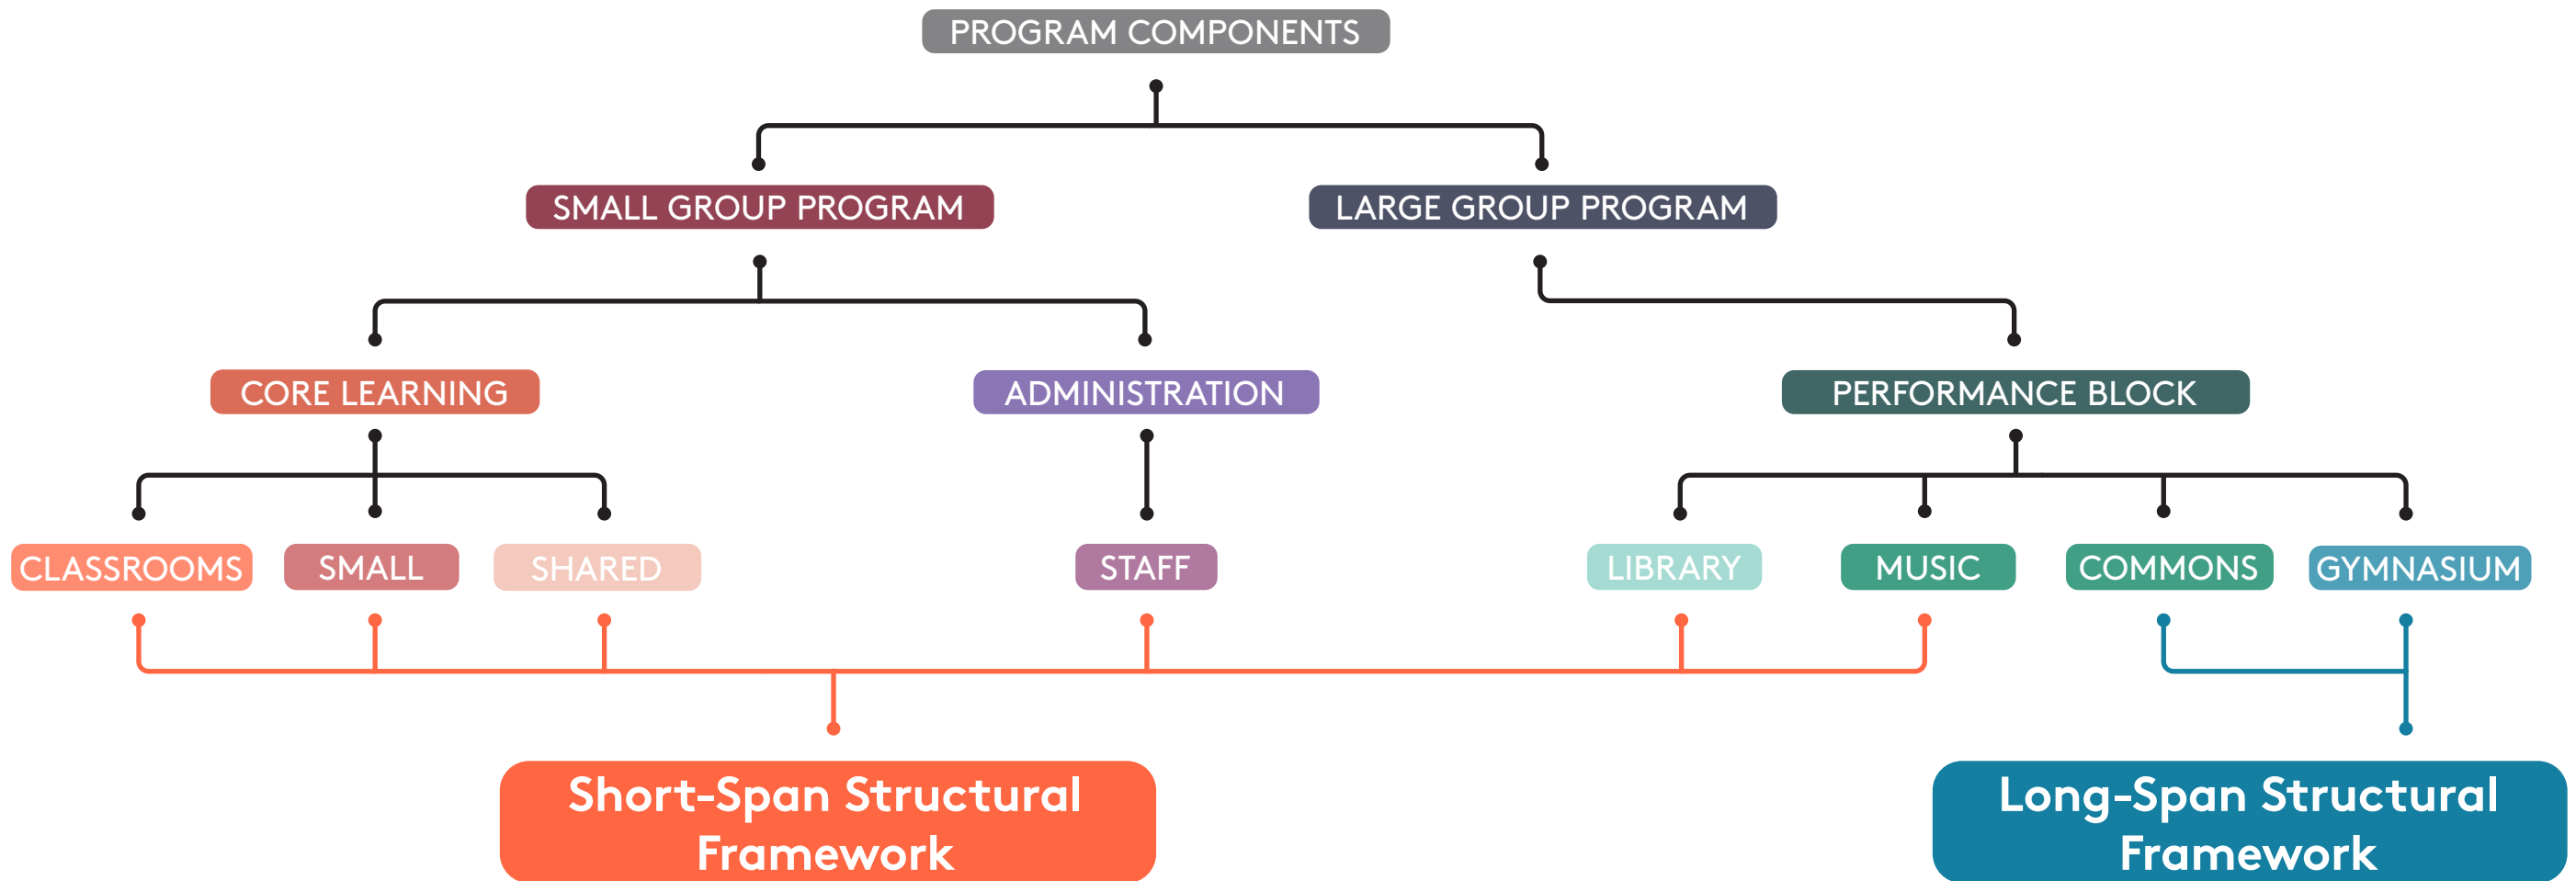 PROGRAM COMPONENTS
SMALL GROUP PROGRAM
LARGE GROUP PROGRAM
CORE LEARNING
ADMINISTRATION
PERFORMANCE BLOCK
CLASSROOMS
SMALL
SHARED
STAFF
LIBRARY
MUSIC
COMMONS
GYMNASIUM
Short-Span Structural
Framework
Long-Span Structural
Framework